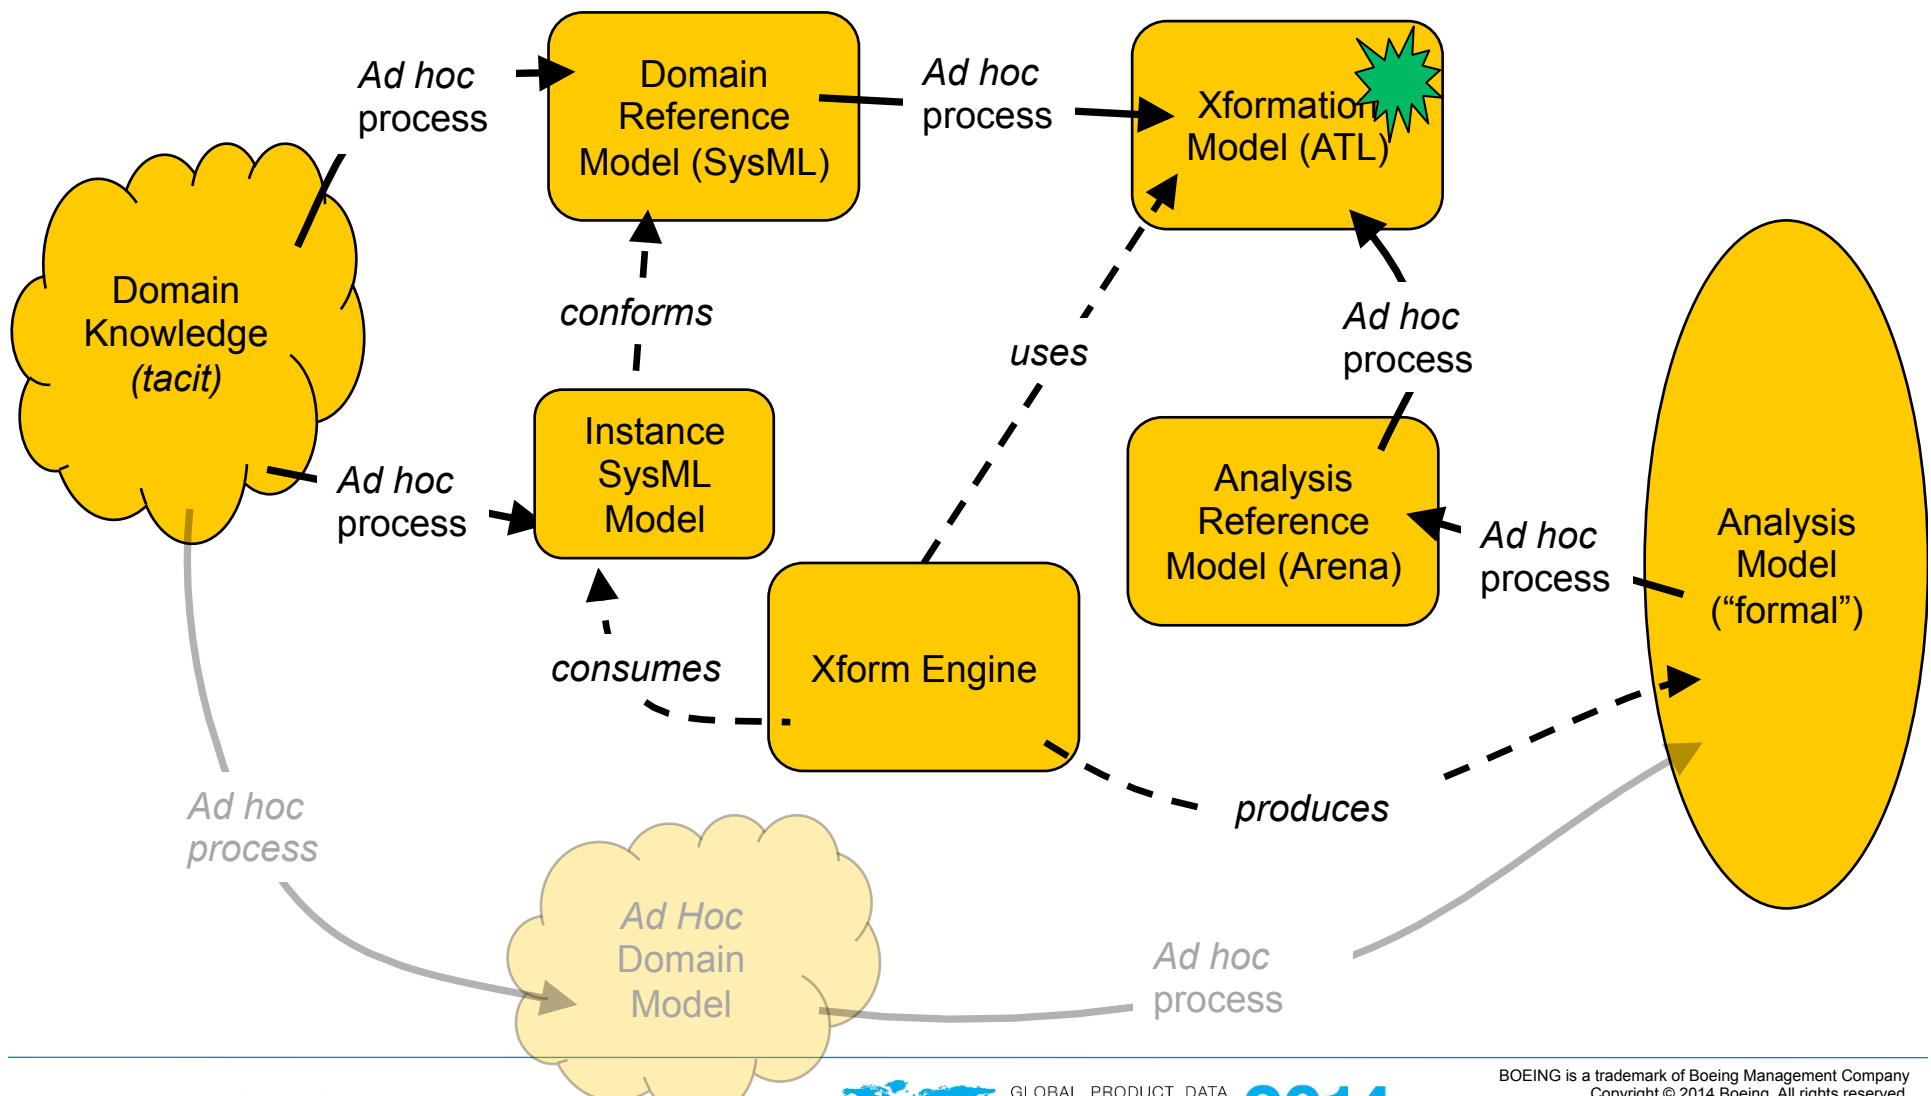 Ad hoc
process
Domain
Reference
Model (SysML)
Ad hoc
process
Xformation
Model (ATL)
Domain
Knowledge
(tacit)
conforms
uses
Ad hoc
process
Instance
SysML
Model
Ad hoc
process
Analysis
Reference
Model (Arena)
Ad hoc
process
Analysis
Model
(“formal”)
consumes
Xform Engine
produces
Ad hoc
process
Ad Hoc
Domain
Model
Ad hoc
process
GLOBAL PRODUCT DATA
2014
BOEING is a trademark of Boeing Management Company
Copyright © 2014 Boeing. All rights reserved.